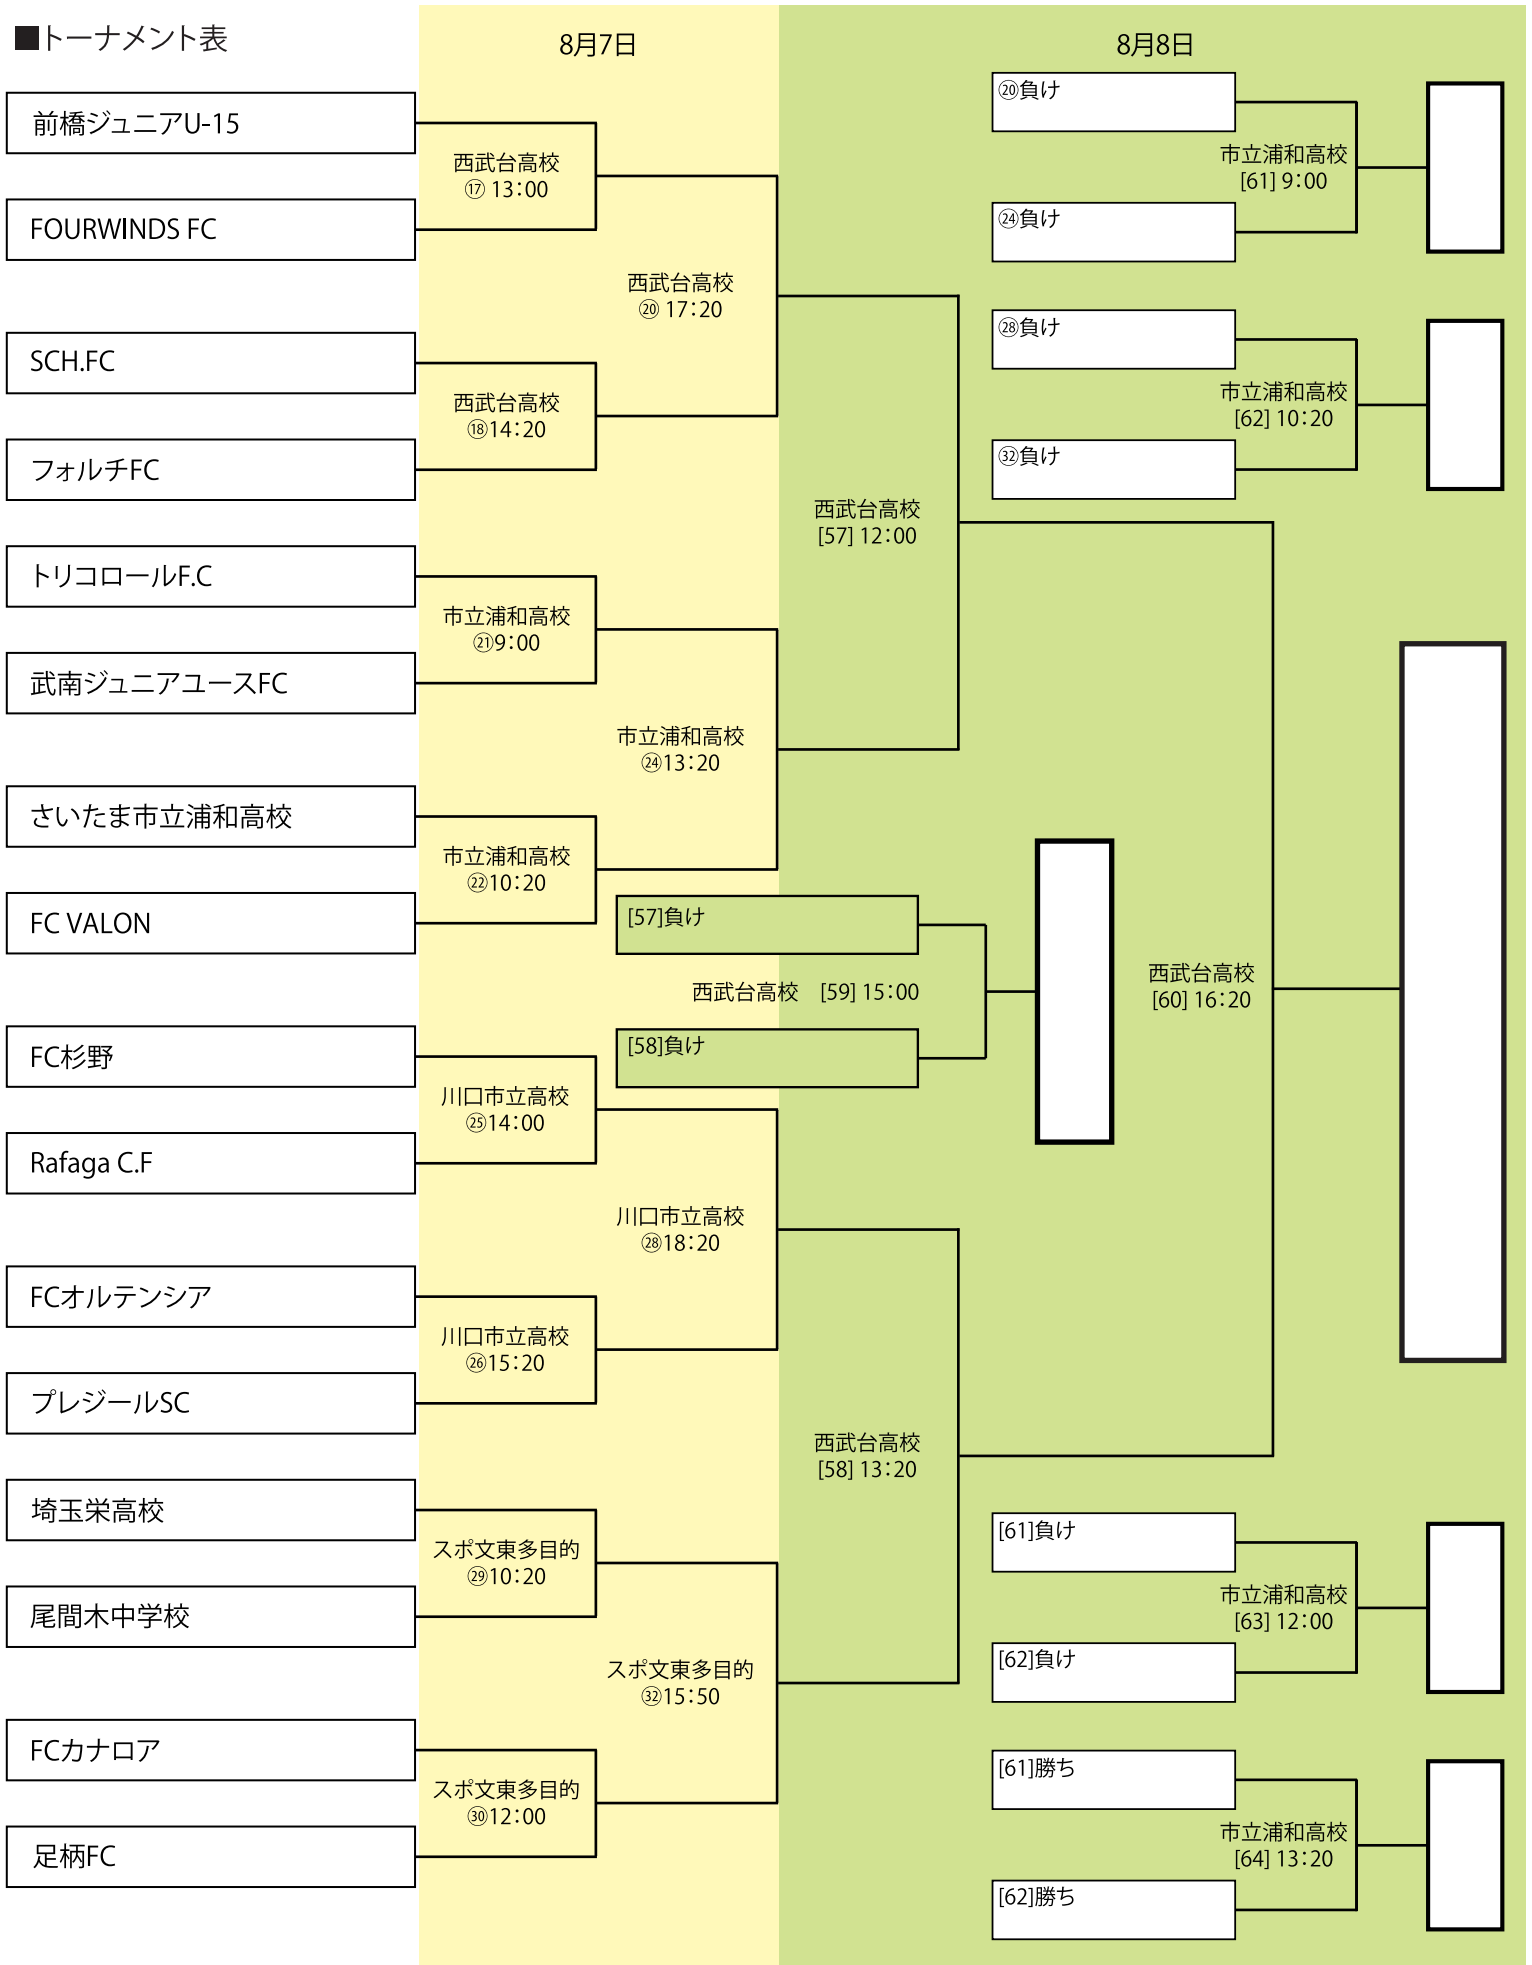 ■トーナメント表
8月7日
8月8日
前橋ジュニアU-15
FOURWINDS FC
SCH.FC
フォルチFC
トリコロールF.C
武南ジュニアユースFC
さいたま市立浦和高校
FC VALON
FC杉野
Rafaga C.F
FCオルテンシア
プレジールSC
埼玉栄高校
尾間木中学校
FCカナロア
足柄FC
西武台高校
⑰ 13：00
西武台高校
⑱14：20
市立浦和高校
㉑9：00
市立浦和高校
㉒10：20
川口市立高校
㉕14：00
川口市立高校
㉖15：20
スポ文東多目的
㉙10：20
スポ文東多目的
㉚12：00
西武台高校
⑳ 17：20
市立浦和高校
㉔13：20
川口市立高校
㉘18：20
スポ文東多目的
㉜15：50
西武台高校
[57] 12：00
西武台高校
[58] 13：20
[57]負け
西武台高校　[59] 15：00
[58]負け
西武台高校
[60] 16：20
⑳負け
市立浦和高校
[61] 9：00
㉔負け
㉘負け
市立浦和高校
[62] 10：20
㉜負け
[61]負け
市立浦和高校
[63] 12：00
[62]負け
[61]勝ち
市立浦和高校
[64] 13：20
[62]勝ち